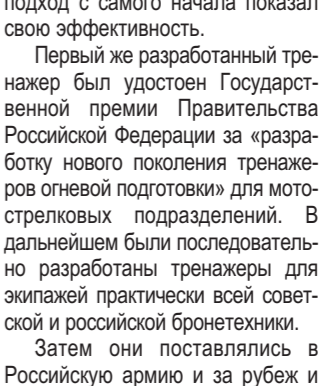 подход с самого начала показал
свою эффективность.
Первый же разработанный тре-
нажер был удостоен Государст-
венной премии Правительства
Российской Федерации за «разра-
ботку нового поколения тренаже-
ров огневой подготовки» для мото-
стрелковых подразделений. В
дальнейшем были последователь-
но разработаны тренажеры для
экипажей практически всей совет-
ской и российской бронетехники.
Затем они поставлялись в
Российскую армию и за рубеж и